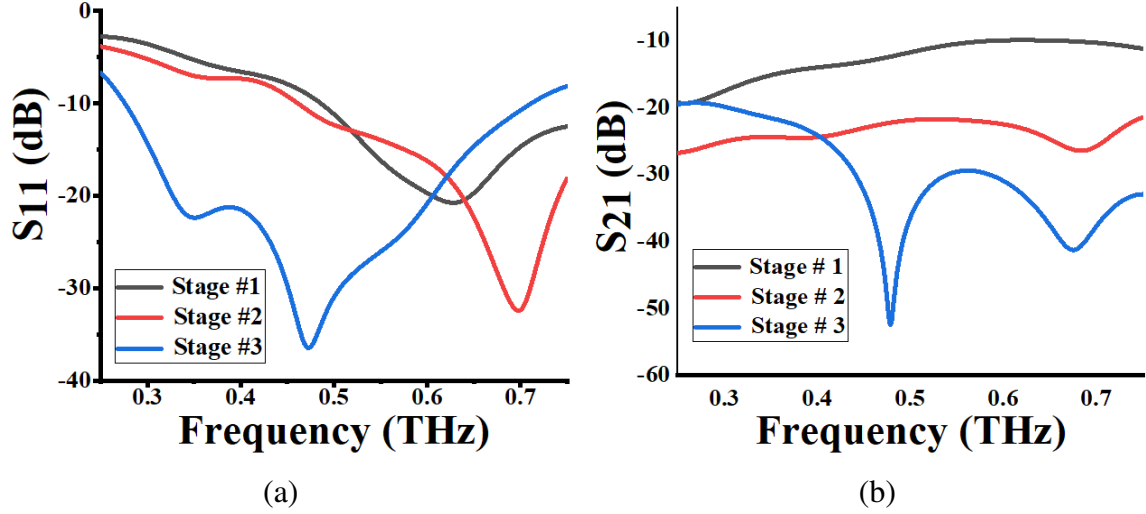 0
-10
-20
-30
-40
S11 (dB)
Stage #1
Stage #2
Stage #3
0.3 0.4 0.5 0.6 0.7
Frequency (THz)
(a)
-10
-20
-30
-40
-50
-60
S21 (dB)
Stage # 1
Stage # 2
Stage # 3
0.3 0.4 0.5 0.6 0.7
Frequency (THz)
(b)